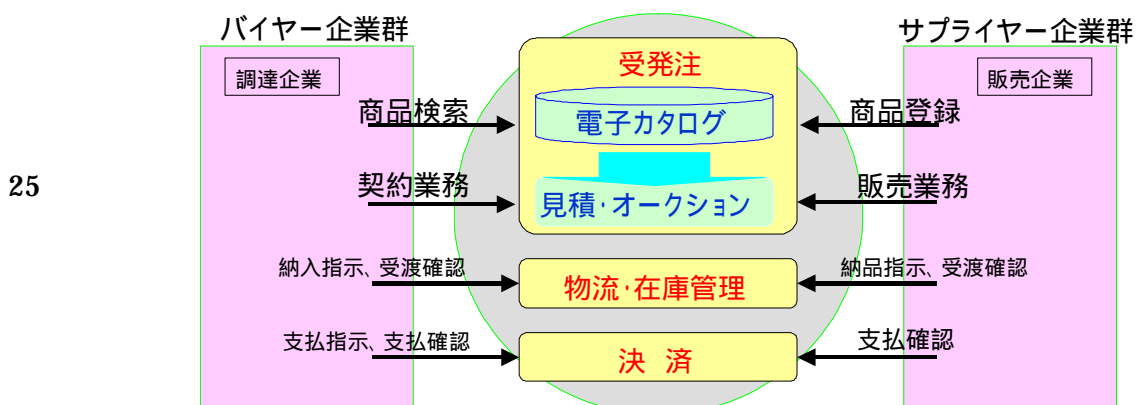 バイヤー企業群
サプライヤー企業群
調達企業
受発注
販売企業
商品検索
電子カタログ
商品登録
25
契約業務
見積・オークション
販売業務
納入指示、受渡確認
物流・在庫管理
納品指示、受渡確認
支払指示、支払確認
決 済
支払確認